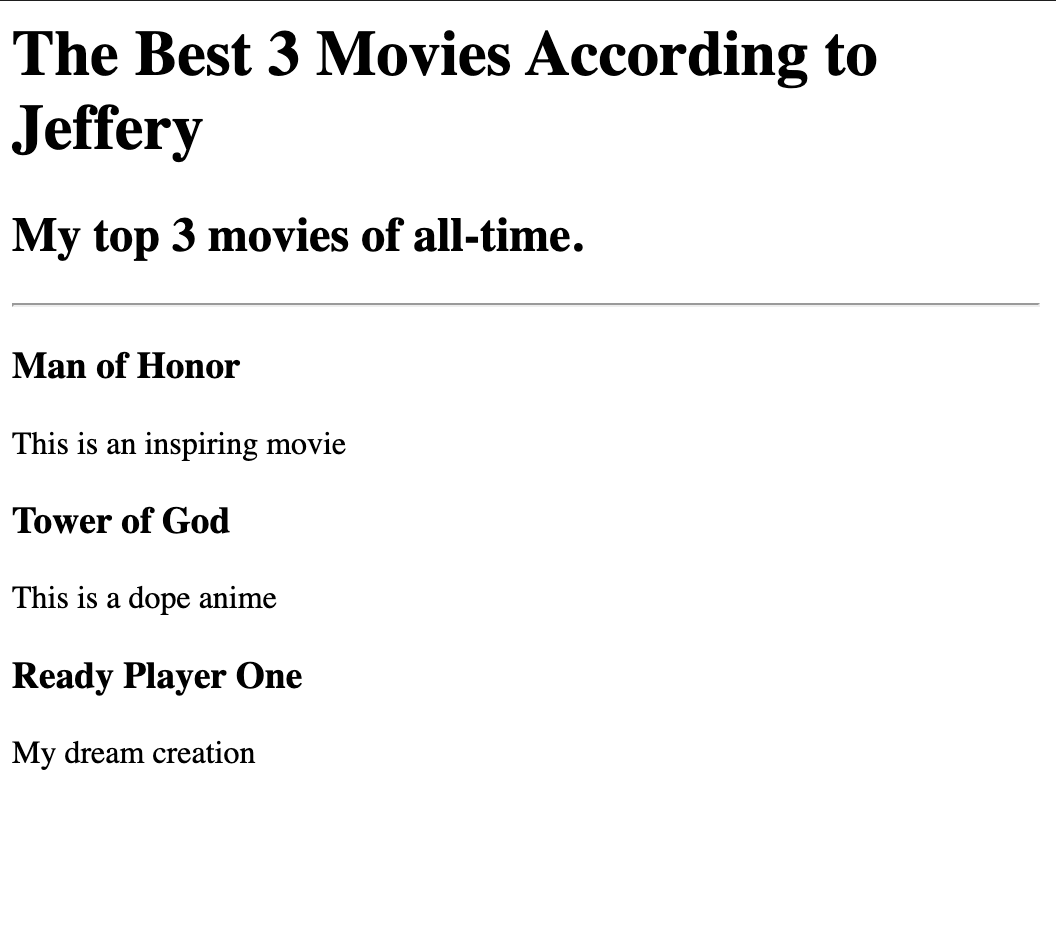 The Best 3 Movies According to
Jeffery
My top 3 movies of all-time.
Man of Honor
This is an inspiring movie
Tower of God
This is a dope anime
Ready Player One
My dream creation